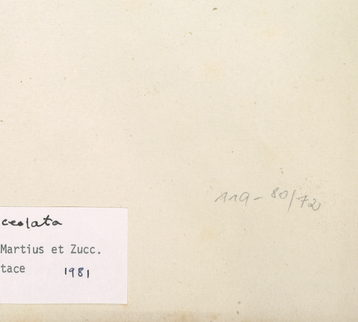 119-80/72
ceolata
Martius et Zucc.
tace 1981